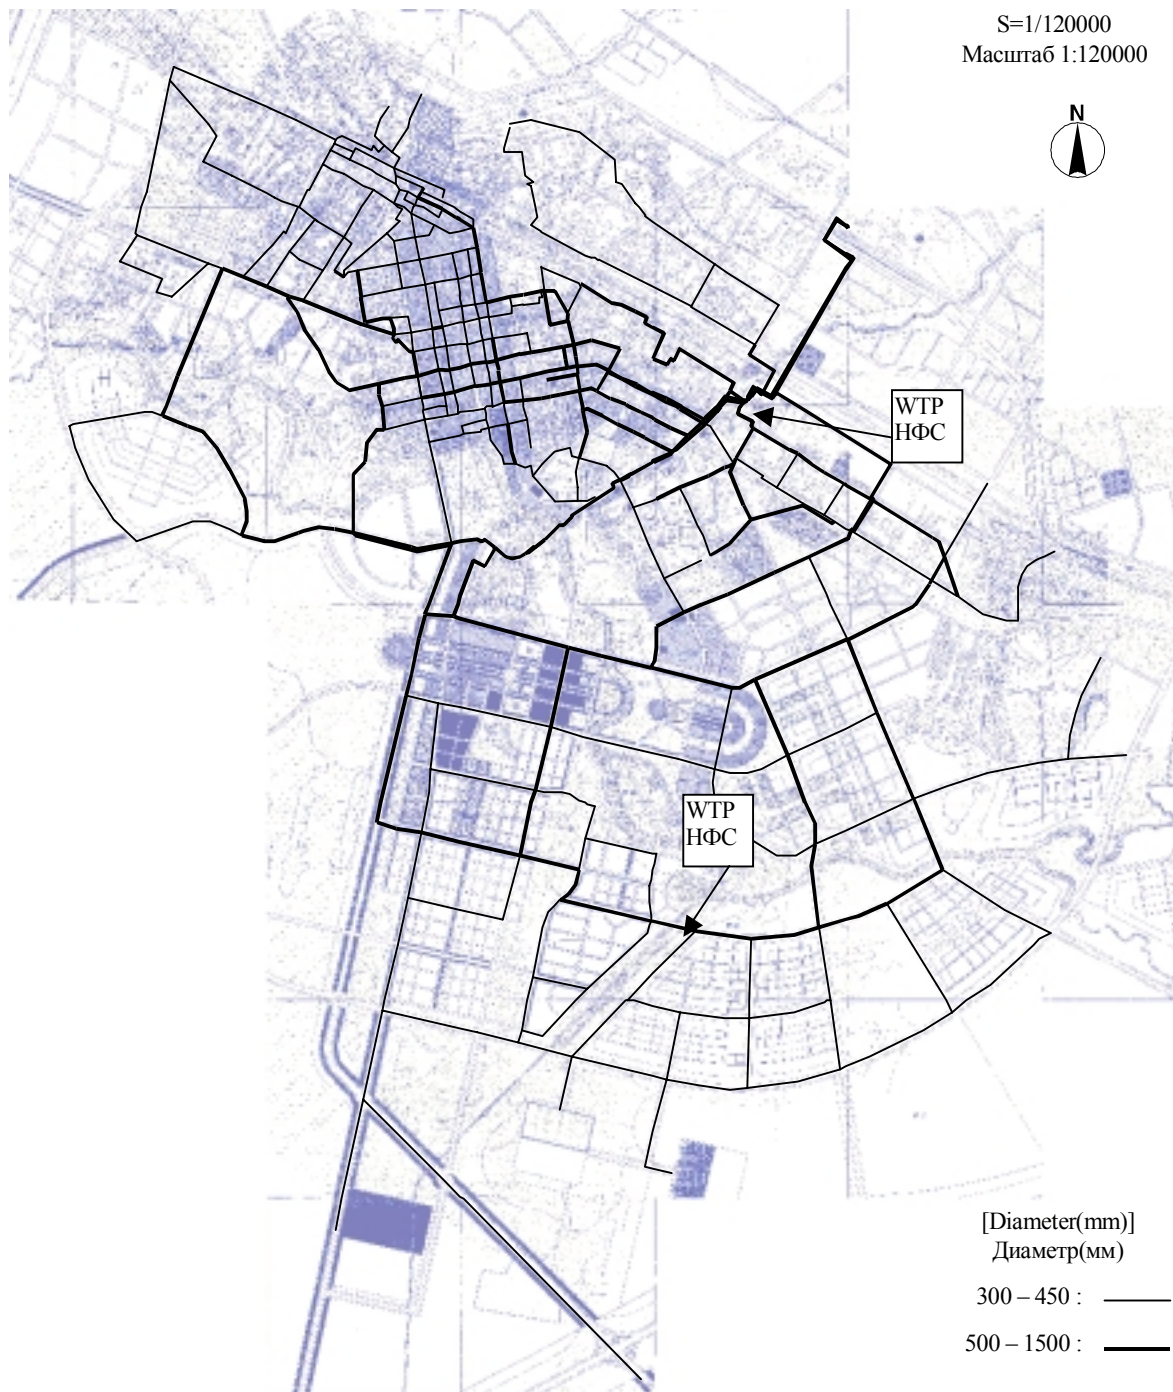 S=1/120000
Масштаб 1:120000
N
WTP
НФС
WTP
НФС
[Diameter(mm)]
Диаметр(мм)
300 – 450 :
500 – 1500 :